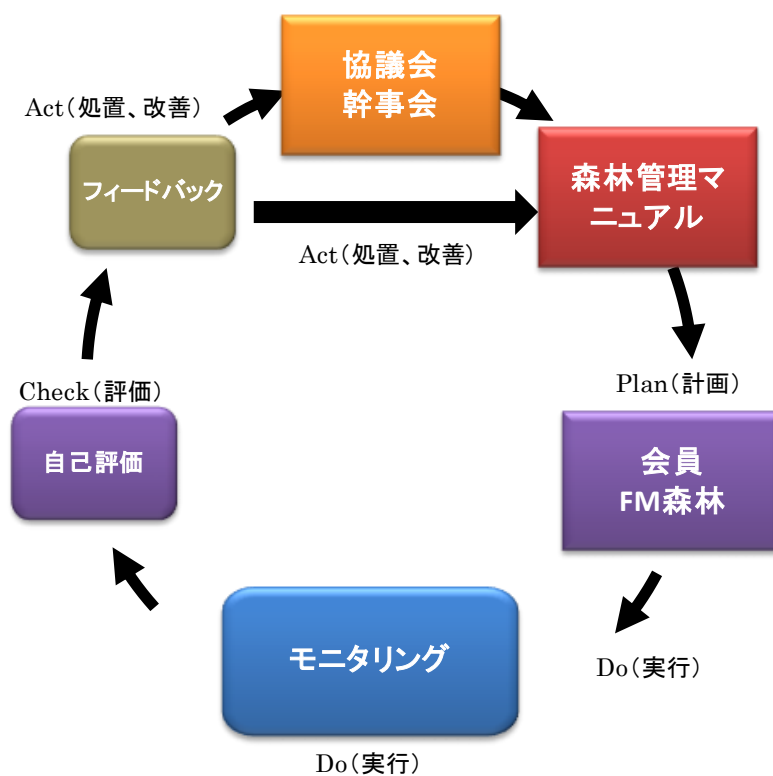 協議会
幹事会
Act（処置、改善）
フィードバック
森林管理マ
ニュアル
Act（処置、改善）
Plan（計画）
Check（評価）
自己評価
会員
FM森林
モニタリング
Do（実行）
Do（実行）